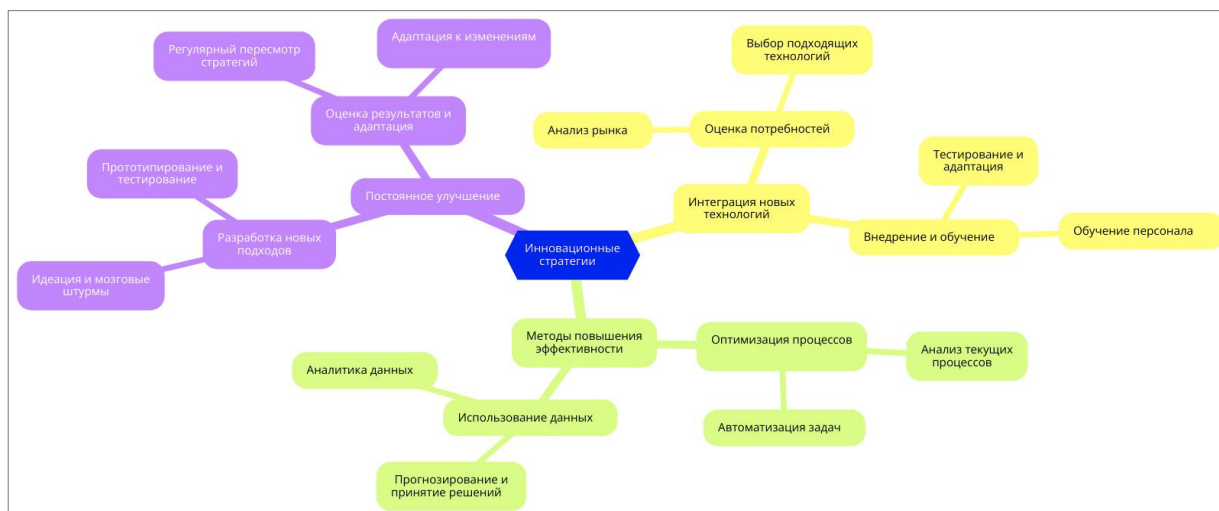 Инновационные
стратегии
Постоянное улучшение
Оценка результатов и
адаптация
Регулярный пересмотр
стратегий
Адаптация к изменениям
Разработка новых
подходов
Прототипирование и
тестирование
Идеация и мозговые
штурмы
Интеграция новых
технологий
Оценка потребностей
Выбор подходящих
технологий
Анализ рынка
Внедрение и обучение
Тестирование и
адаптация
Обучение персонала
Методы повышения
эффективности
Оптимизация процессов
Анализ текущих
процессов
Автоматизация задач
Использование данных
Аналитика данных
Прогнозирование и
принятие решений